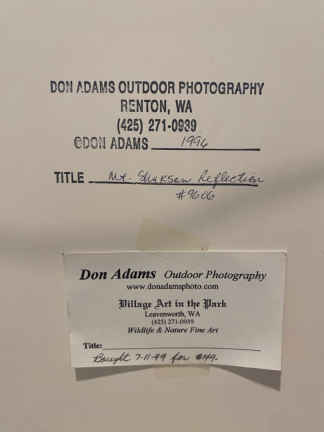 DON ADAMS OUTDOOR PHOTOGRAPHY
RENTON, WA
(425) 271-0939
©DON ADAMS 1996
TITLE Mt. Shuksan Reflection
#9606
Don Adams Outdoor Photography
www.donadamsphoto.com
Village Art in the Park
Leavenworth, WA
(425) 271-0939
Wildlife & Nature Fine Art
Title:
Bought 7-11-99 for $149.